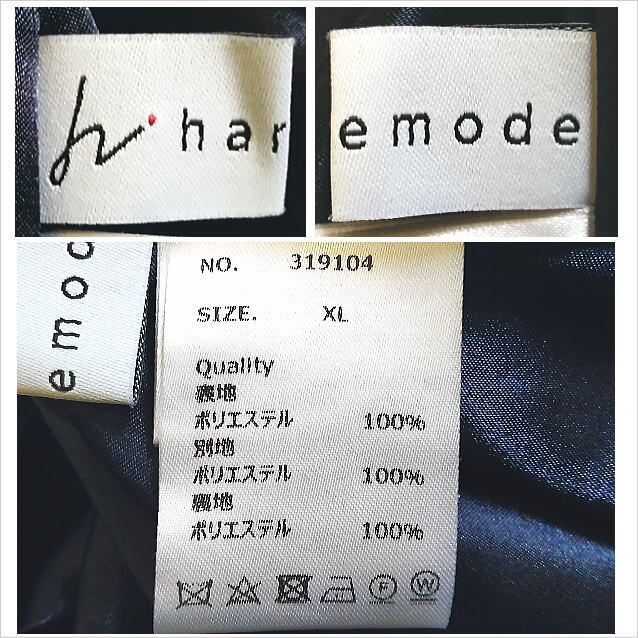 h har
emode
emod
NO. 319104
SIZE. XL
Quality
表地
ポリエステル 100%
別地
ポリエステル 100%
裏地
ポリエステル 100%
F W